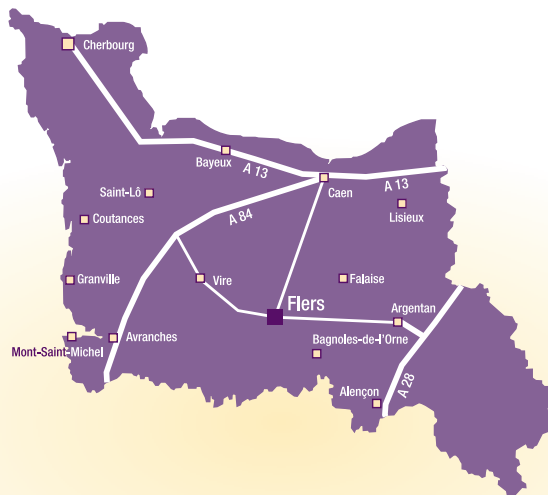 Cherbourg
Bayeux
A 13
Saint-Lô
Caen
A 13
Coutances
A 84
Lisieux
Granville
Vire
Falaise
Flers
Argentan
Avranches
Mont-Saint-Michel
Bagnoles-de-l'Orne
A 28
Alençon